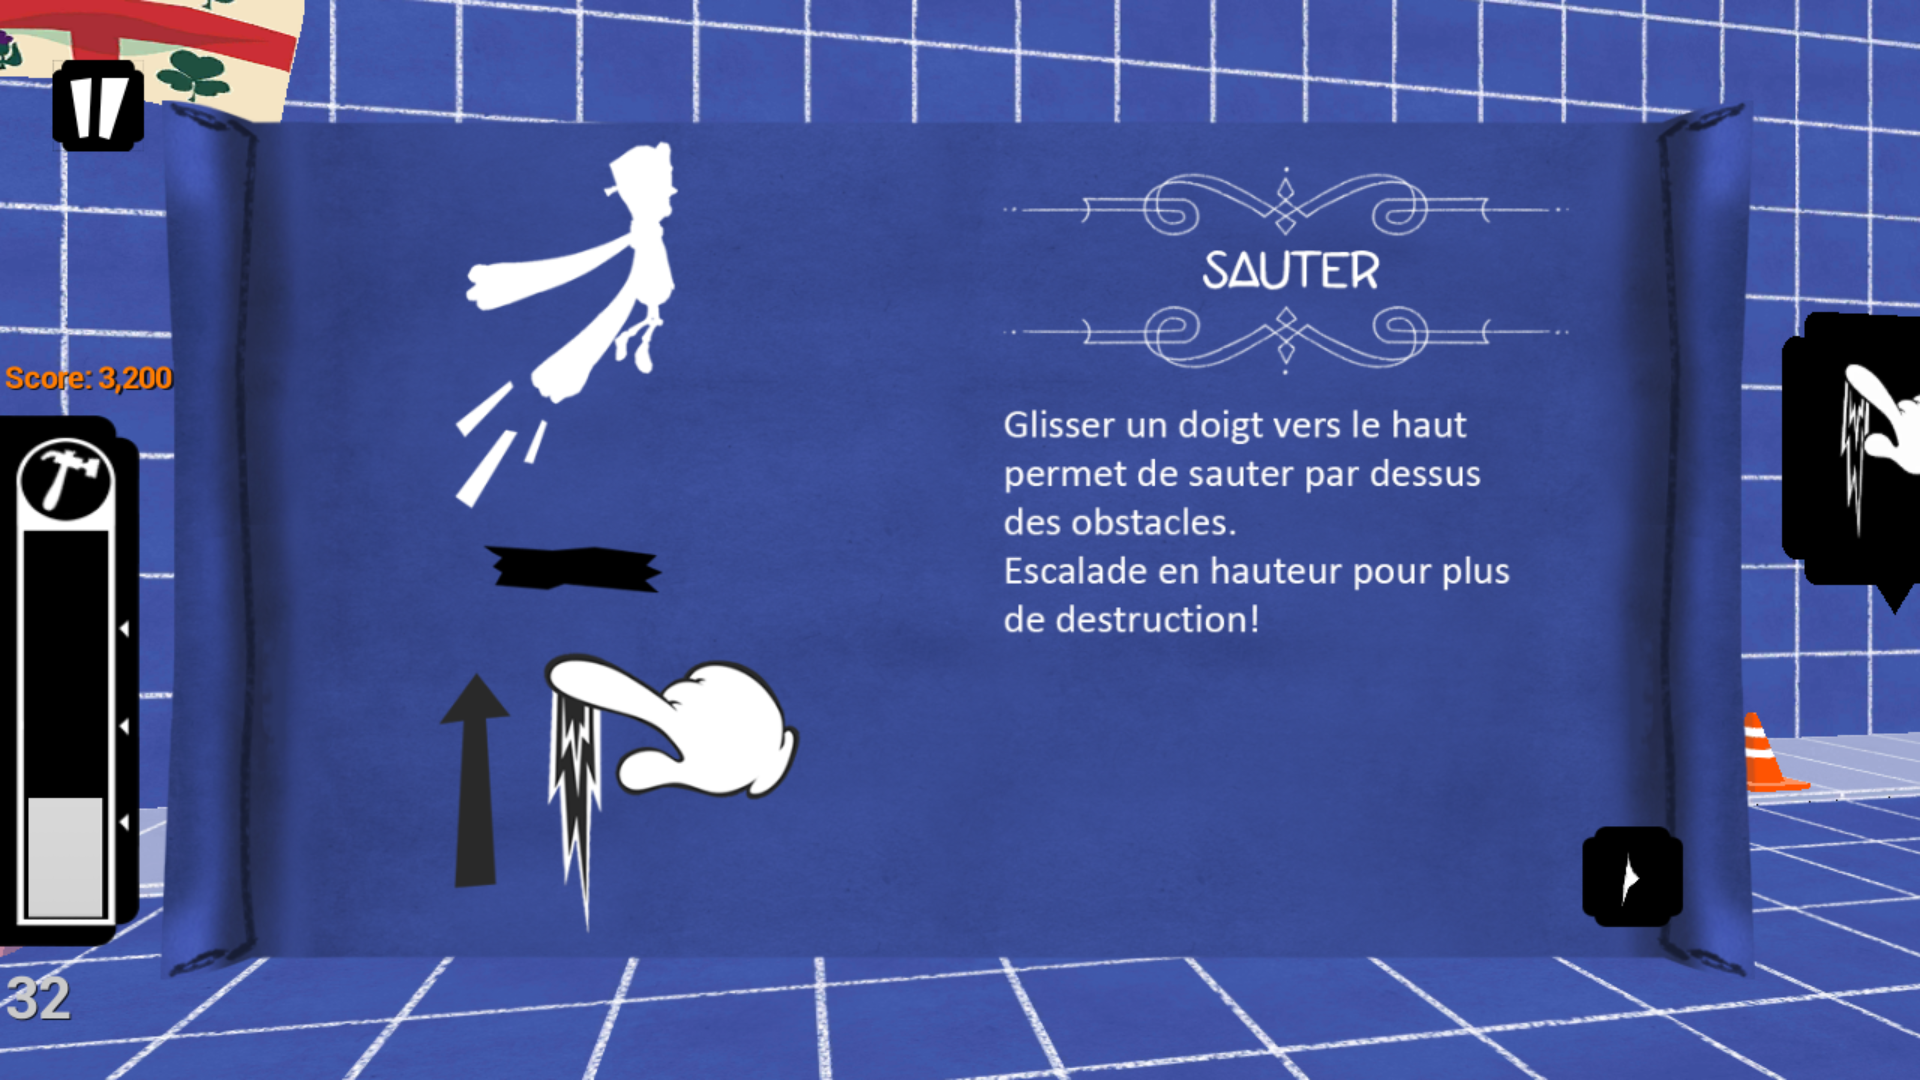 SAUTER
Glisser un doigt vers le haut
permet de sauter par dessus
des obstacles.
Escalade en hauteur pour plus
de destruction!
Score: 3,200
32